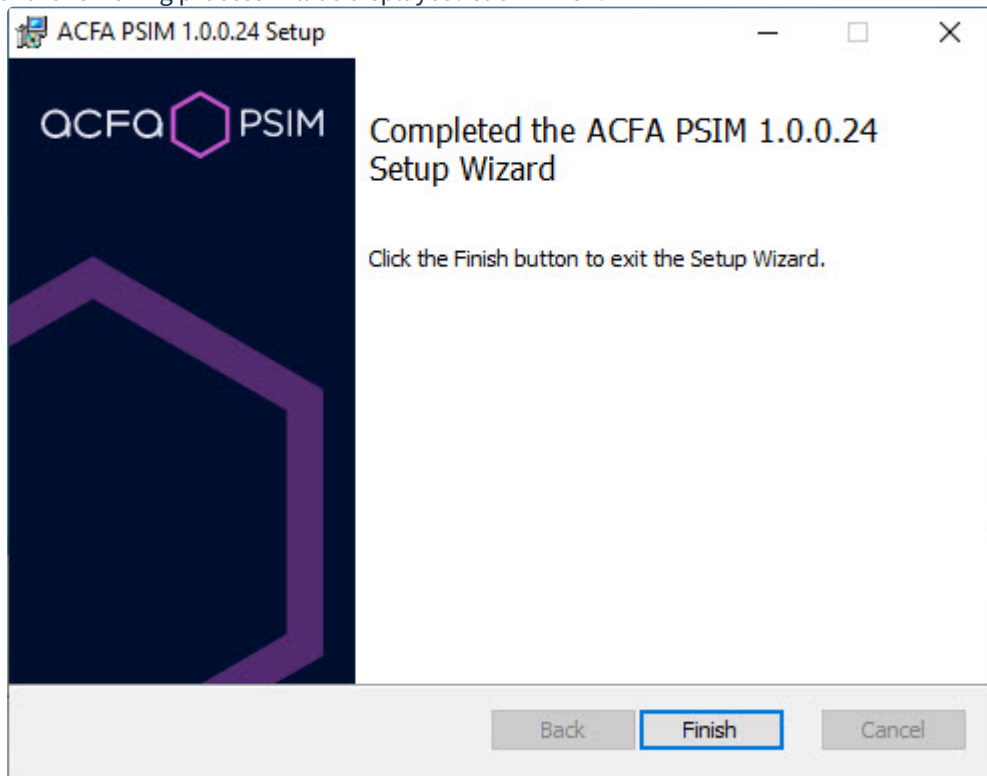 ACFA PSIM 1.0.0.24 Setup
ACFA PSIM
Completed the ACFA PSIM 1.0.0.24
Setup Wizard
Click the Finish button to exit the Setup Wizard.
Back Finish Cancel